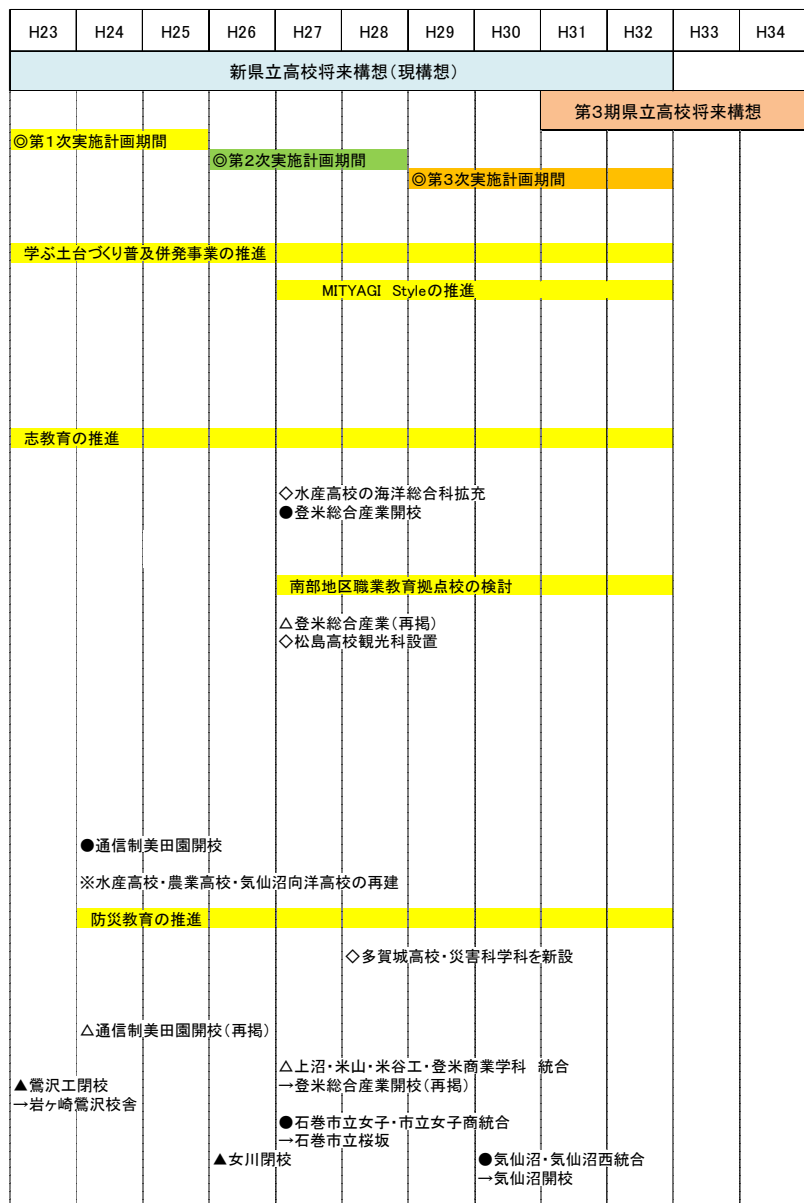 H23 H24 H25 H26 H27 H28 H29 H30 H31 H32 H33 H34
新県立高校将来構想(現構想)
第3期県立高校将来構想
◎第1次実施計画期間
◎第2次実施計画期間
◎第3次実施計画期間
学ぶ土台づくり普及併発事業の推進
MITYAGI Styleの推進
志教育の推進
◇水産高校の海洋総合科拡充
●登米総合産業開校
南部地区職業教育拠点校の検討
△登米総合産業(再掲)
◇松島高校観光科設置
●通信制美田園開校
※水産高校・農業高校・気仙沼向洋高校の再建
防災教育の推進
◇多賀城高校・災害科学科を新設
△通信制美田園開校(再掲)
△上沼・米山・米谷工・登米商業学科 統合
→登米総合産業開校(再掲)
▲鶯沢工閉校
→岩ヶ崎鶯沢校舎
●石巻市立女子・市立女子商統合
→石巻市立桜坂
▲女川閉校
●気仙沼・気仙沼西統合
→気仙沼開校